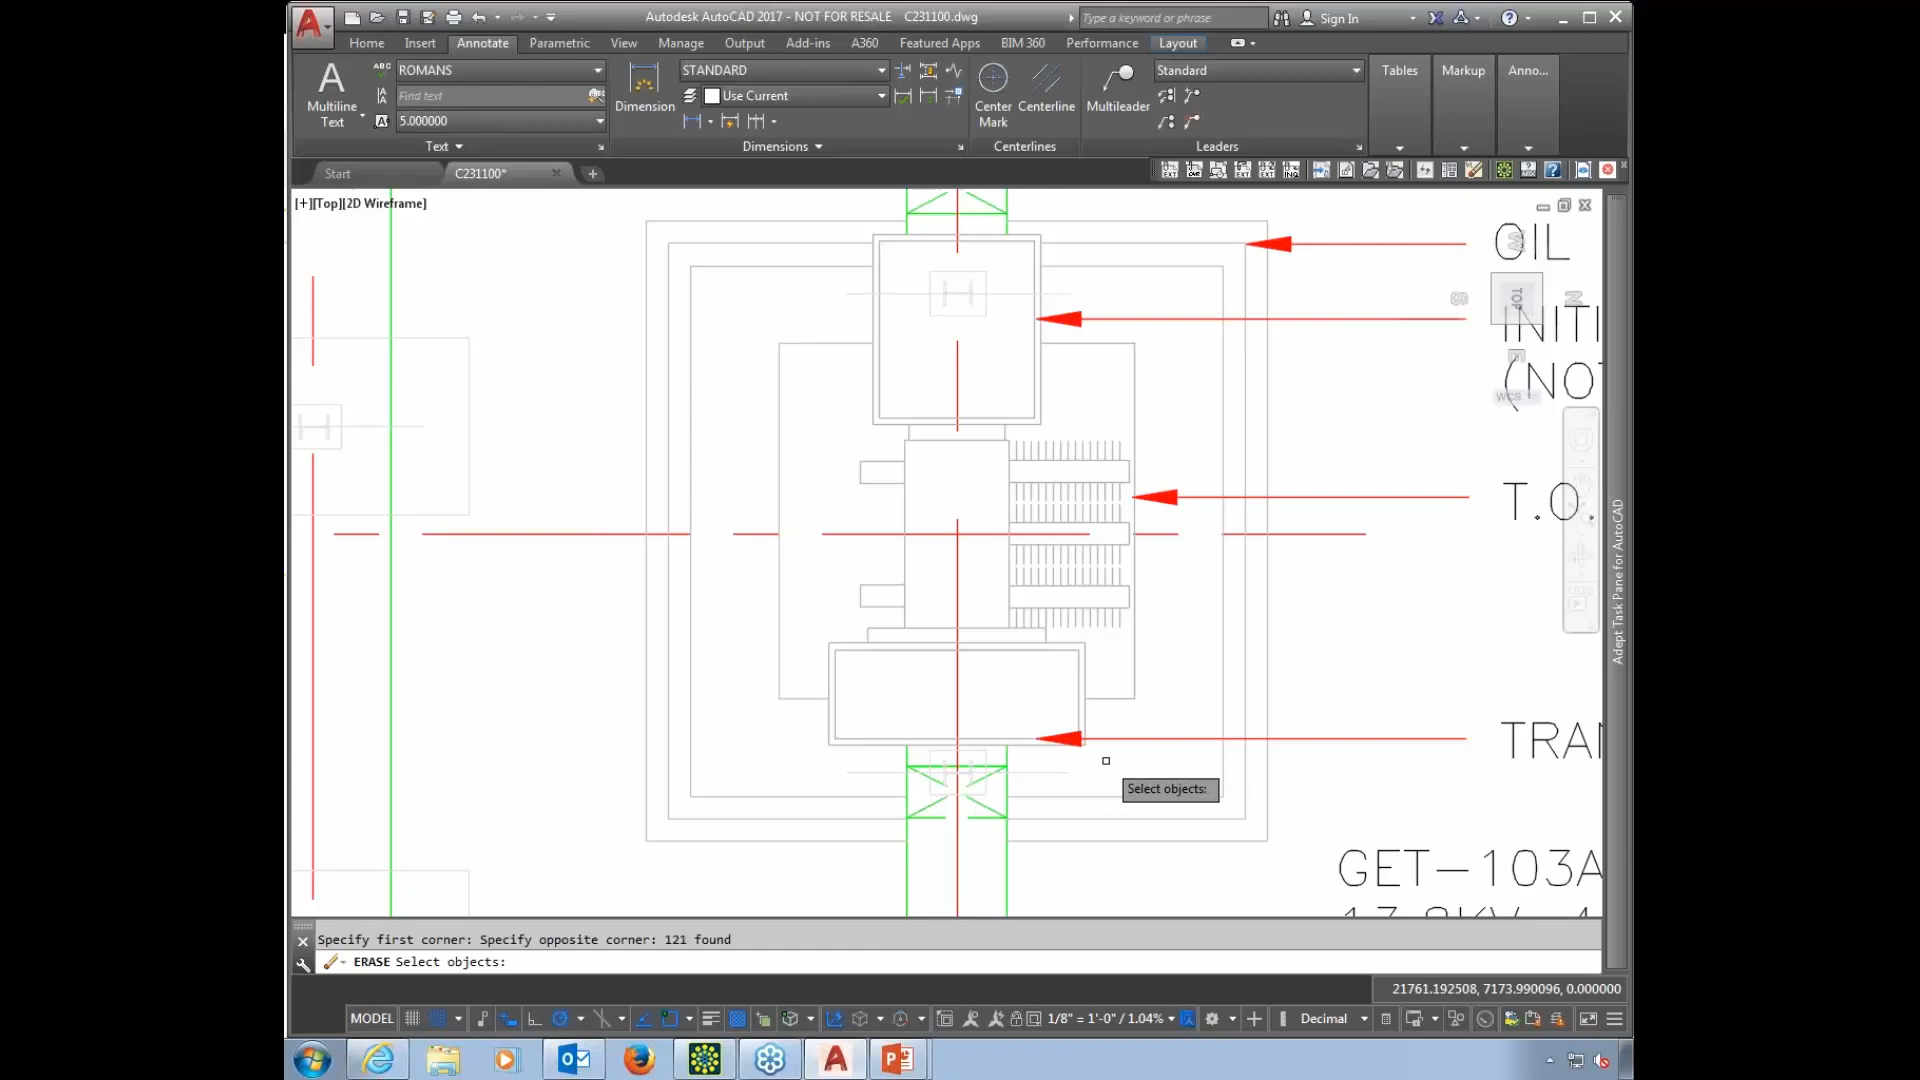 Autodesk AutoCAD 2017 - NOT FOR RESALE C231100.dwg
Type a keyword or phrase
Sign In
Home Insert Annotate Parametric View Manage Output Add-ins A360 Featured Apps BIM 360 Performance Layout
ROMANS
Find text
5.000000
Multiline Text
Text
Dimension
STANDARD
Use Current
Dimensions
Center Mark
Centerline
Centerlines
Multileader
Standard
Leaders
Tables
Markup
Anno...
Start
C231100*
[+][Top][2D Wireframe]
OIL
W
TOP
S
N
E
WCS
INITI
(NOT
T.O.
TRAN
Select objects:
GET-103A
Adept Task Pane for AutoCAD
Specify first corner: Specify opposite corner: 121 found
ERASE Select objects:
21761.192508, 7173.990096, 0.000000
MODEL
1/8" = 1'-0" / 1.04%
Decimal